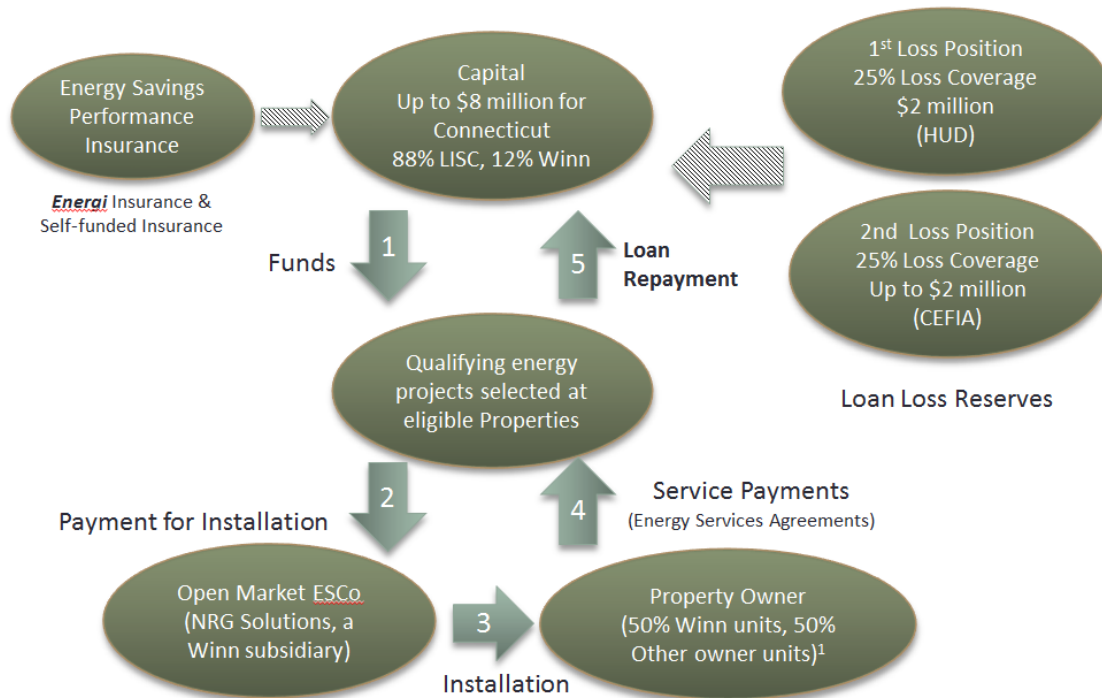 Energy Savings
Performance
Insurance
Energi Insurance &
Self-funded Insurance
Capital
Up to $8 million for
Connecticut
88% LISC, 12% Winn
1st Loss Position
25% Loss Coverage
$2 million
(HUD)
2nd Loss Position
25% Loss Coverage
Up to $2 million
(CEFIA)
Loan Loss Reserves
Funds
1
5
Loan
Repayment
Qualifying energy
projects selected at
eligible Properties
Payment for Installation
2
4
Service Payments
(Energy Services Agreements)
Open Market ESCo
(NRG Solutions, a
Winn subsidiary)
3
Installation
Property Owner
(50% Winn units, 50%
Other owner units)1